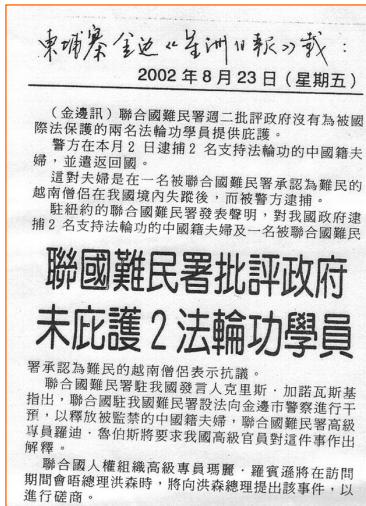 柬埔寨金边《星洲日報》載：
2002年8月23日（星期五）
（金邊訊）聯合國難民署週二批評政府沒有為被國
際法保護的兩名法輪功學員提供庇護。
警方在本月2日逮捕2名支持法輪功的中國籍夫
婦，並遣返回國。
這對夫婦是在一名被聯合國難民署承認為難民的
越南僧侶在我國境內失蹤後，而被警方逮捕。
駐紐約的聯合國難民署發表聲明，對我國政府逮
捕2名支持法輪功的中國籍夫婦及一名被聯合國難民
聯國難民署批評政府
未庇護2法輪功學員
署承認為難民的越南僧侶表示抗議。
聯合國難民署駐我國發言人克里斯·加諾瓦斯基
指出，聯合國駐我國難民署設法向金邊市警察進行干
預，以釋放被監禁的中國籍夫婦，聯合國難民署高級
專員羅迪·魯伯斯將要求我國高級官員對這件事作出
解釋。
聯合國人權組織高級專員瑪麗·羅賓遜將在訪問
期間會晤總理洪森時，將向洪森總理提出該事件，以
進行磋商。